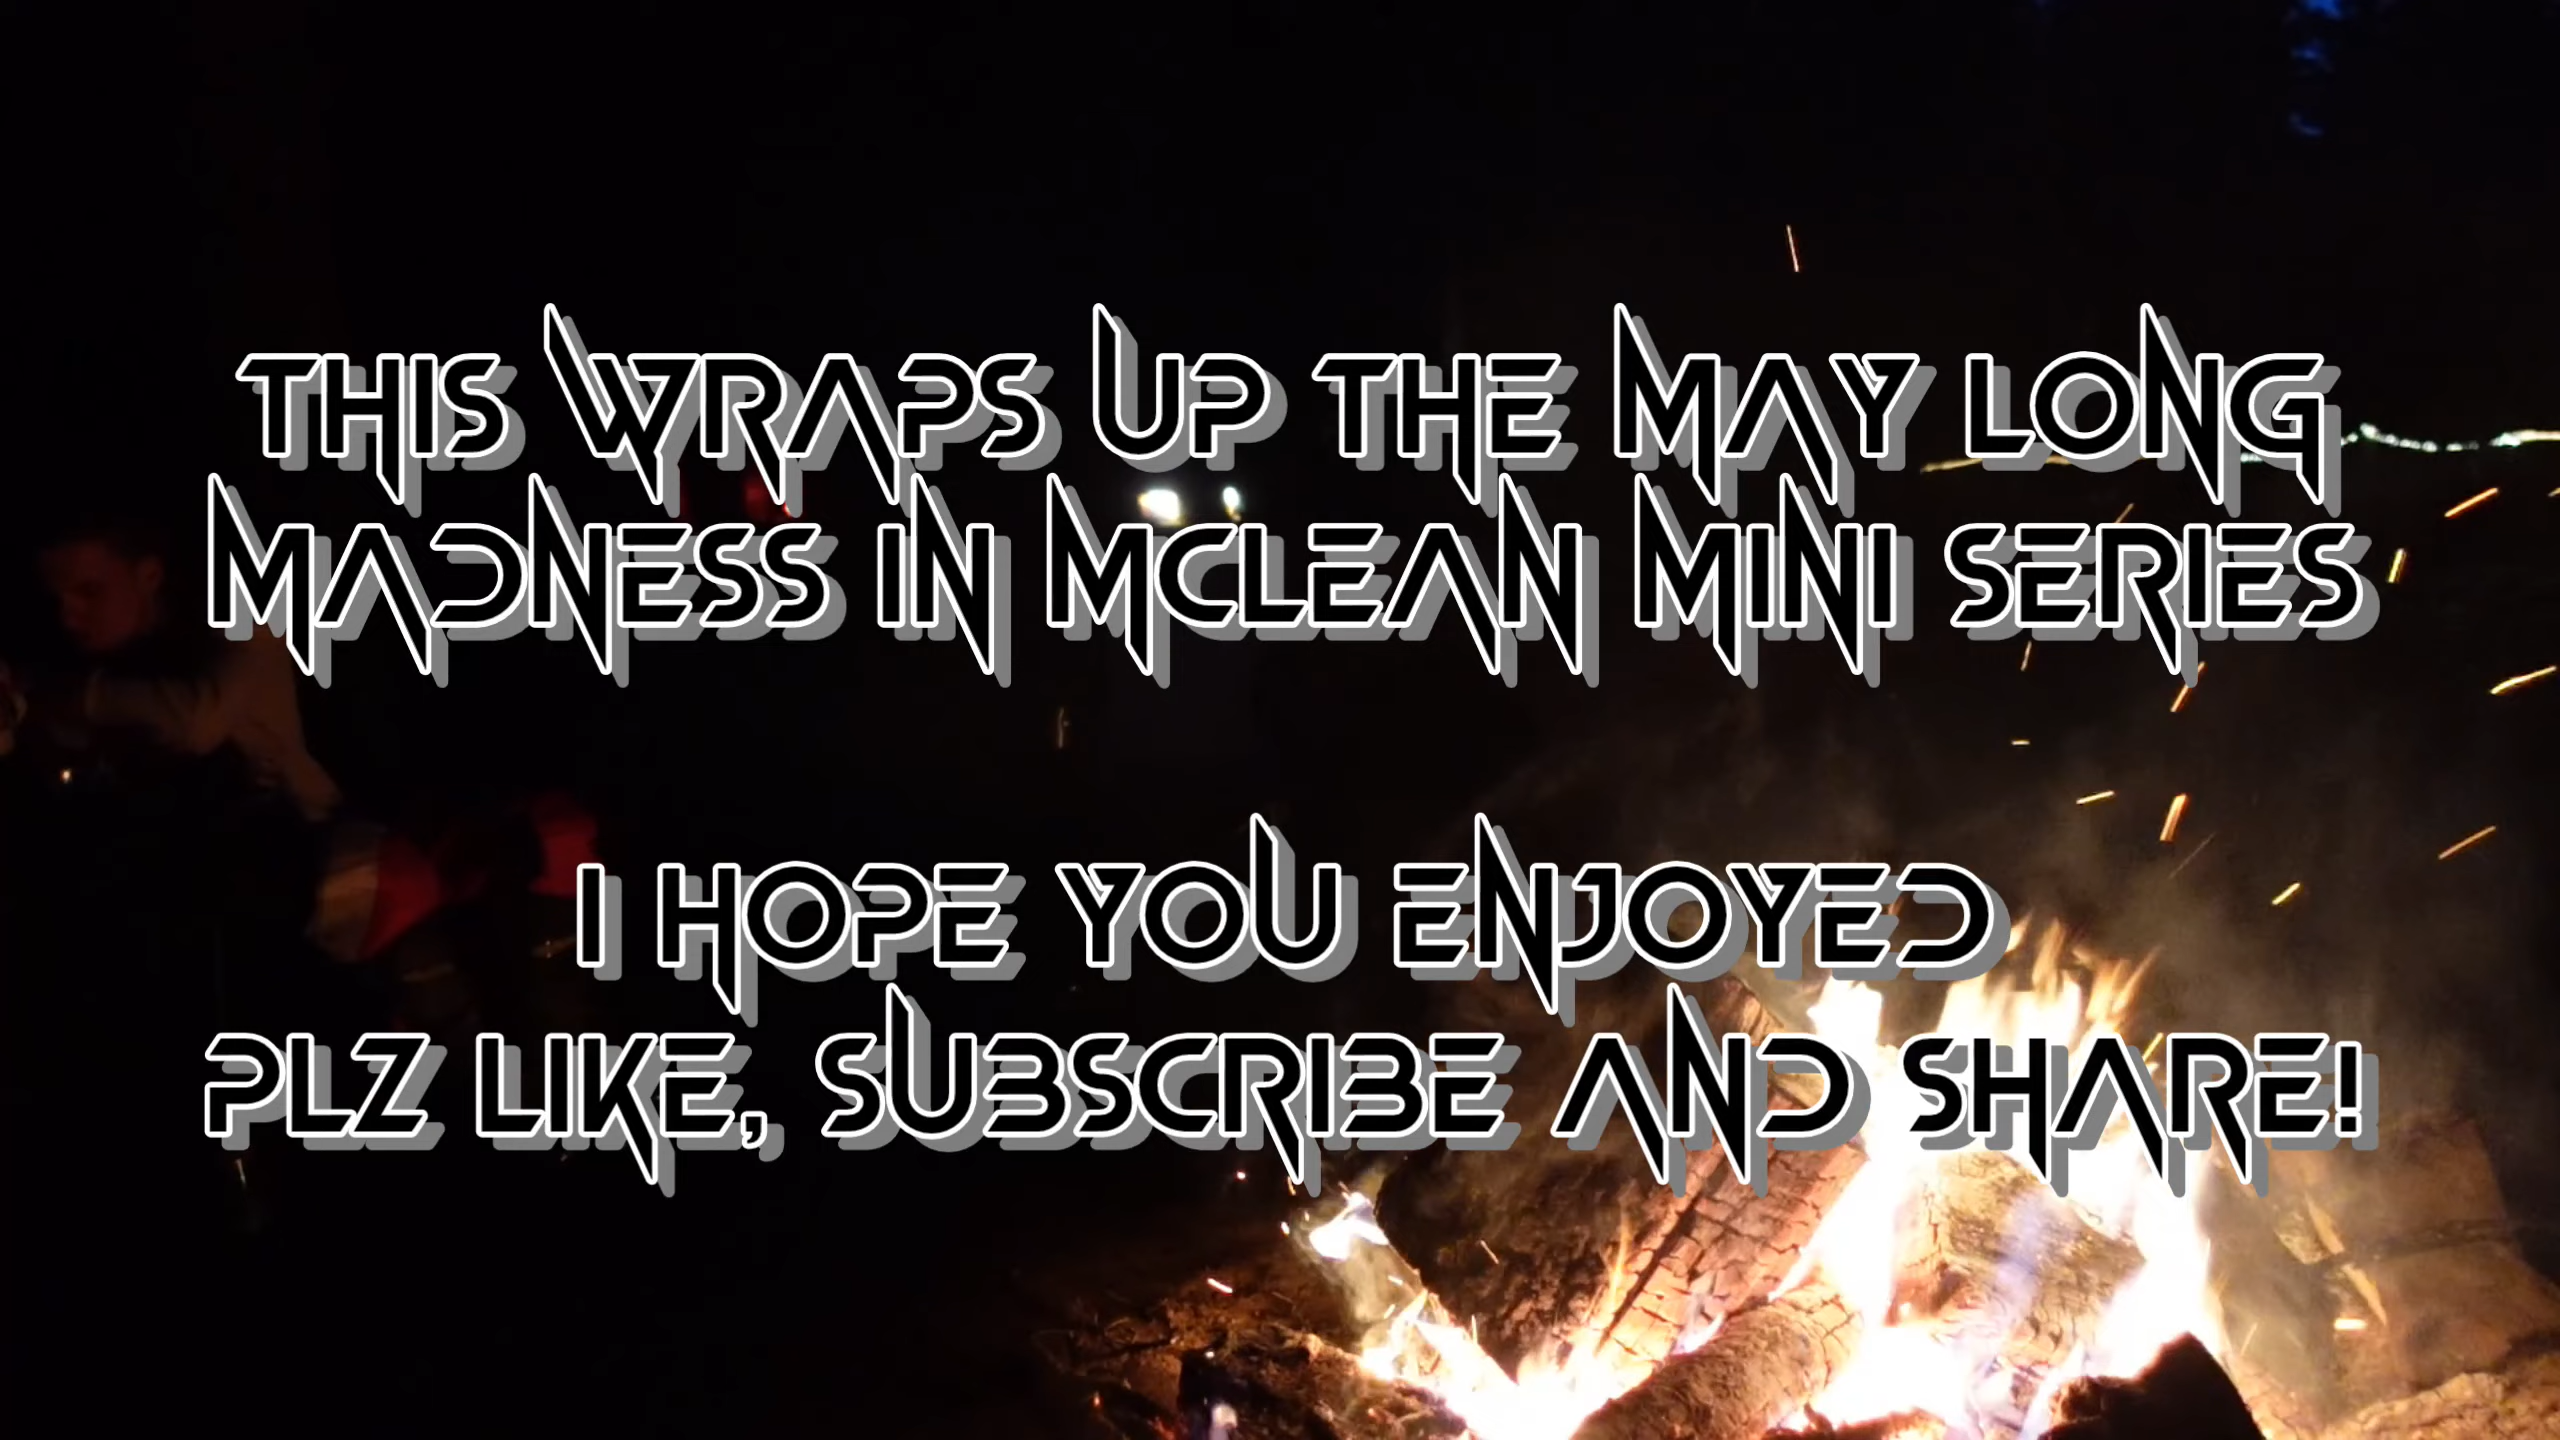 THIS WRAPS UP THE MAY LONG
MADNESS IN MCLEAN MINI SERIES
I HOPE YOU ENJOYED
PLZ LIKE, SUBSCRIBE AND SHARE!